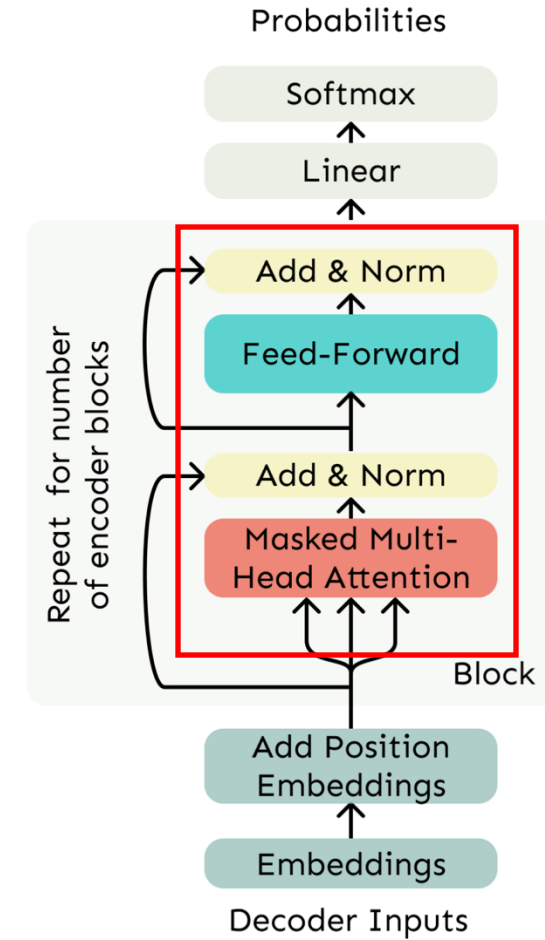 Probabilities
Softmax
Linear
Add & Norm
Feed-Forward
Repeat for number
of encoder blocks
Add & Norm
Masked Multi-
Head Attention
Block
Add Position
Embeddings
Embeddings
Decoder Inputs